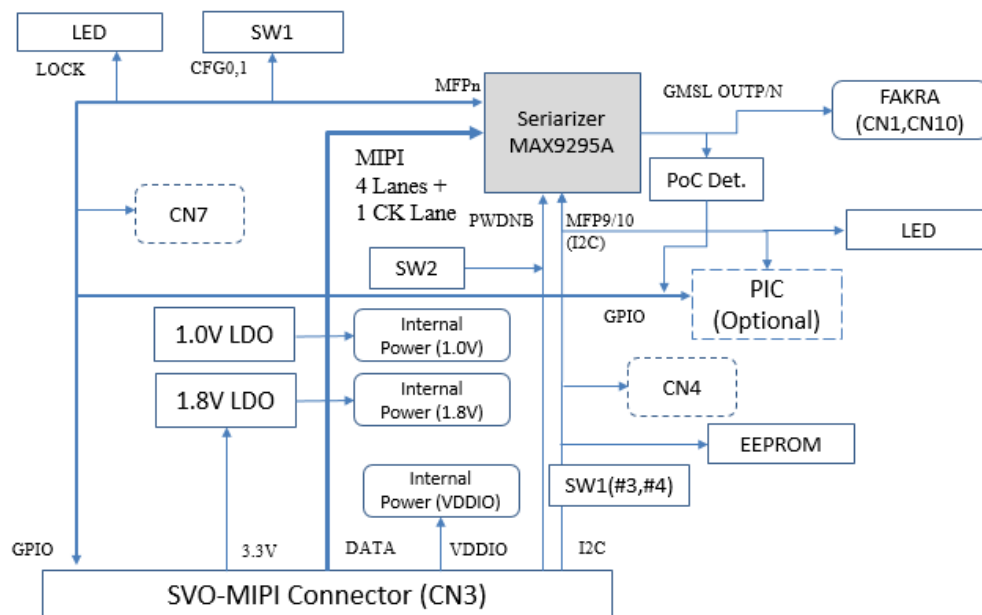 LED
SW1
LOCK
CFG0,1
MFPn
GMSL OUTP/N
Seriarizer
MAX9295A
FAKRA
(CN1,CN10)
MIPI
4 Lanes +
1 CK Lane
PoC Det.
CN7
PWDNB
MFP9/10
(I2C)
LED
SW2
PIC
(Optional)
GPIO
1.0V LDO
Internal
Power (1.0V)
1.8V LDO
Internal
Power (1.8V)
CN4
EEPROM
SW1(#3,#4)
Internal
Power (VDDIO)
GPIO
3.3V
DATA
VDDIO
I2C
SVO-MIPI Connector (CN3)